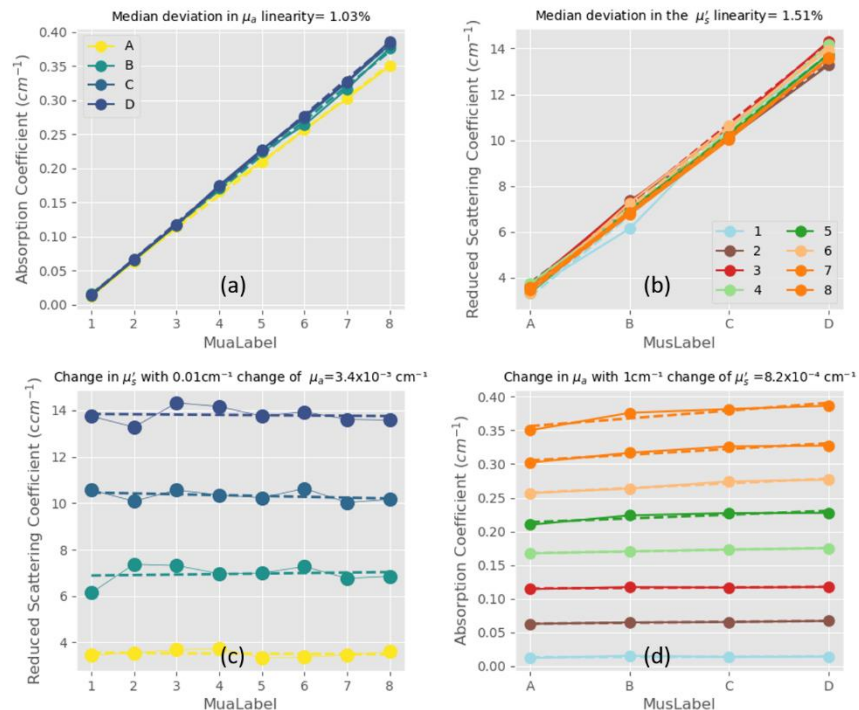 Median deviation in μₐ linearity= 1.03%
Absorption Coefficient (cm⁻¹)
0.40
0.35
0.30
0.25
0.20
0.15
0.10
0.05
0.00
A
B
C
D
(a)
1 2 3 4 5 6 7 8
MuaLabel
Median deviation in the μ′ₛ linearity: 1.51%
Reduced Scattering Coefficient (cm⁻¹)
14
12
10
8
6
4
1 5
2 6
3 7
4 8
(b)
A B C D
MusLabel
Change in μ′ₛ with 0.01cm⁻¹ change of μₐ=3.4x10⁻³ cm⁻¹
Reduced Scattering Coefficient (ccm⁻¹)
14
12
10
8
6
4
(c)
1 2 3 4 5 6 7 8
MuaLabel
Change in μₐ with 1cm⁻¹ change of μ′ₛ =8.2x10⁻⁴ cm⁻¹
Absorption Coefficient (cm⁻¹)
0.40
0.35
0.30
0.25
0.20
0.15
0.10
0.05
0.00
(d)
A B C D
MusLabel